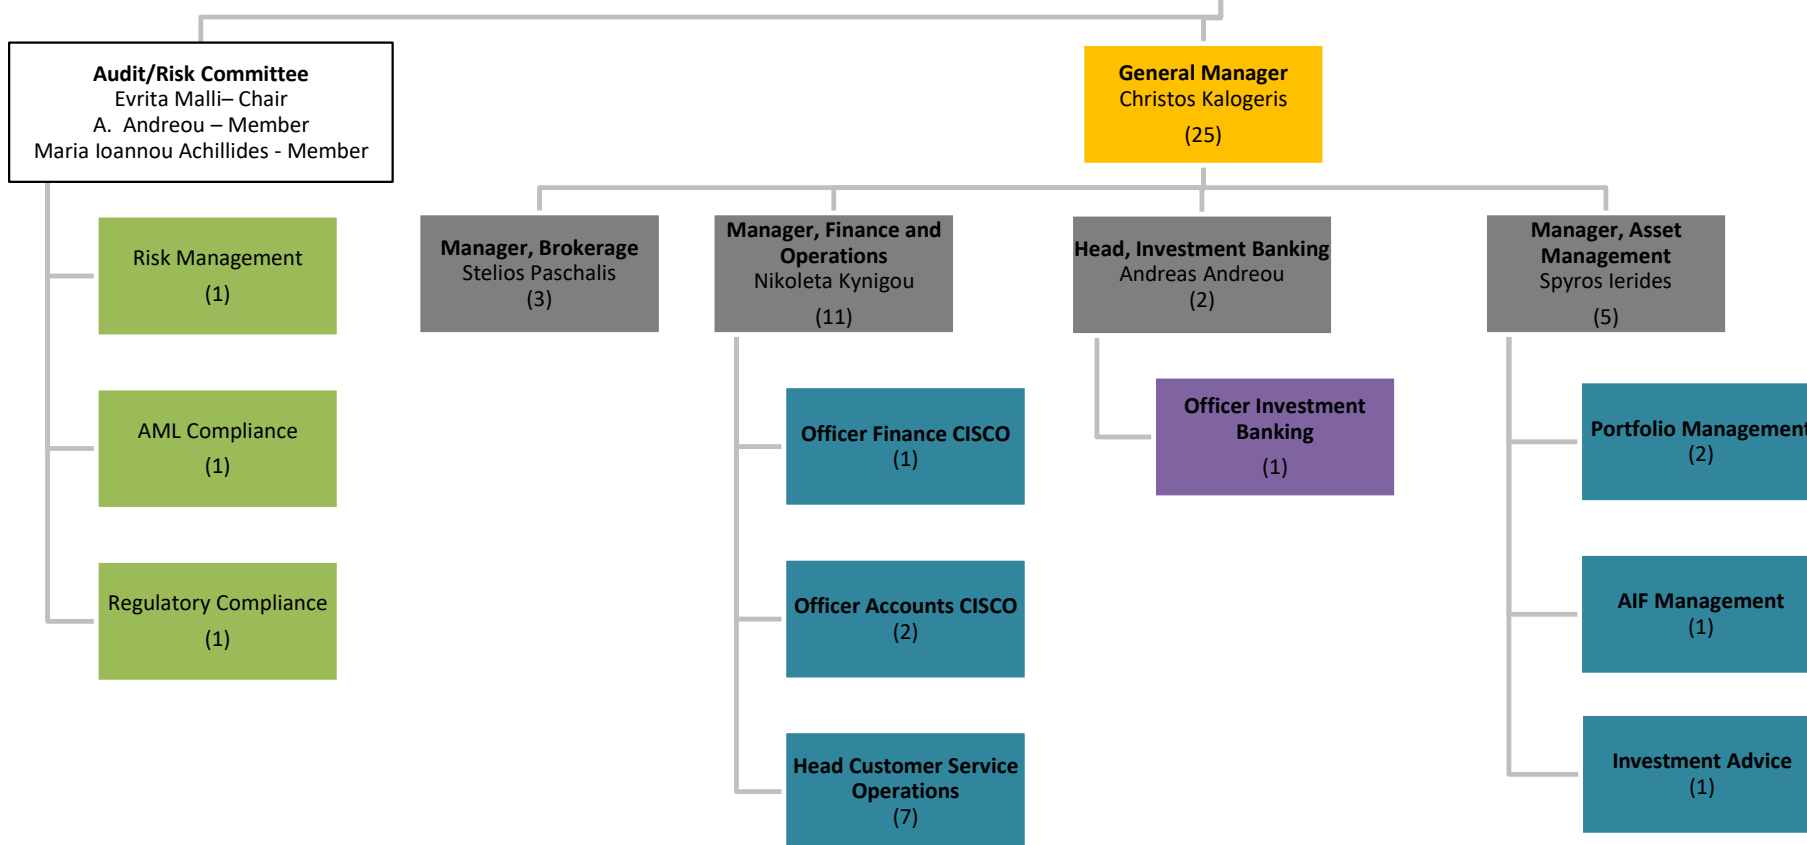 Audit/Risk Committee
Evrita Malli– Chair
A.  Andreou – Member
Maria Ioannou Achillides - Member
General Manager
Christos Kalogeris
(25)
Risk Management
(1)
AML Compliance
(1)
Regulatory Compliance
(1)
Manager, Brokerage
Stelios Paschalis
(3)
Manager, Finance and
Operations
Nikoleta Kynigou
(11)
Officer Finance CISCO
(1)
Officer Accounts CISCO
(2)
Head Customer Service
Operations
(7)
Head, Investment Banking
Andreas Andreou
(2)
Officer Investment
Banking
(1)
Manager, Asset
Management
Spyros Ierides
(5)
Portfolio Management
(2)
AIF Management
(1)
Investment Advice
(1)